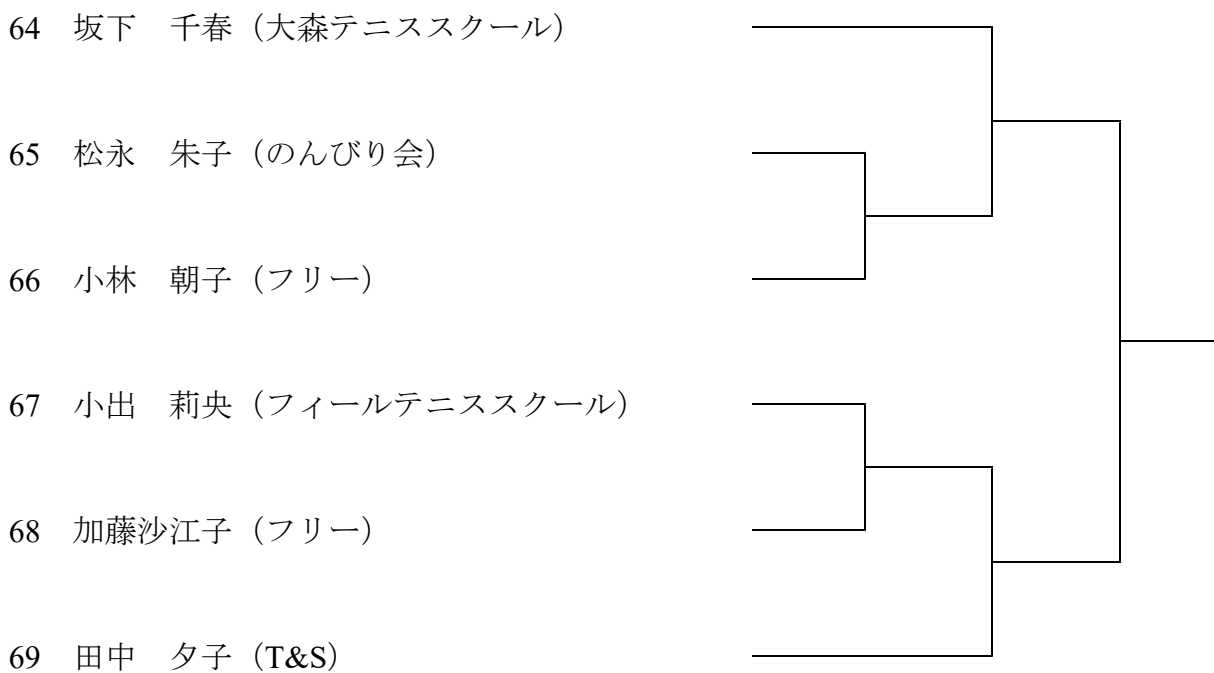 64 坂下 千春（大森テニススクール）
65 松永 朱子（のんびり会）
66 小林 朝子（フリー）
67 小出 莉央（フィールテニススクール）
68 加藤沙江子（フリー）
69 田中 夕子（T&S）